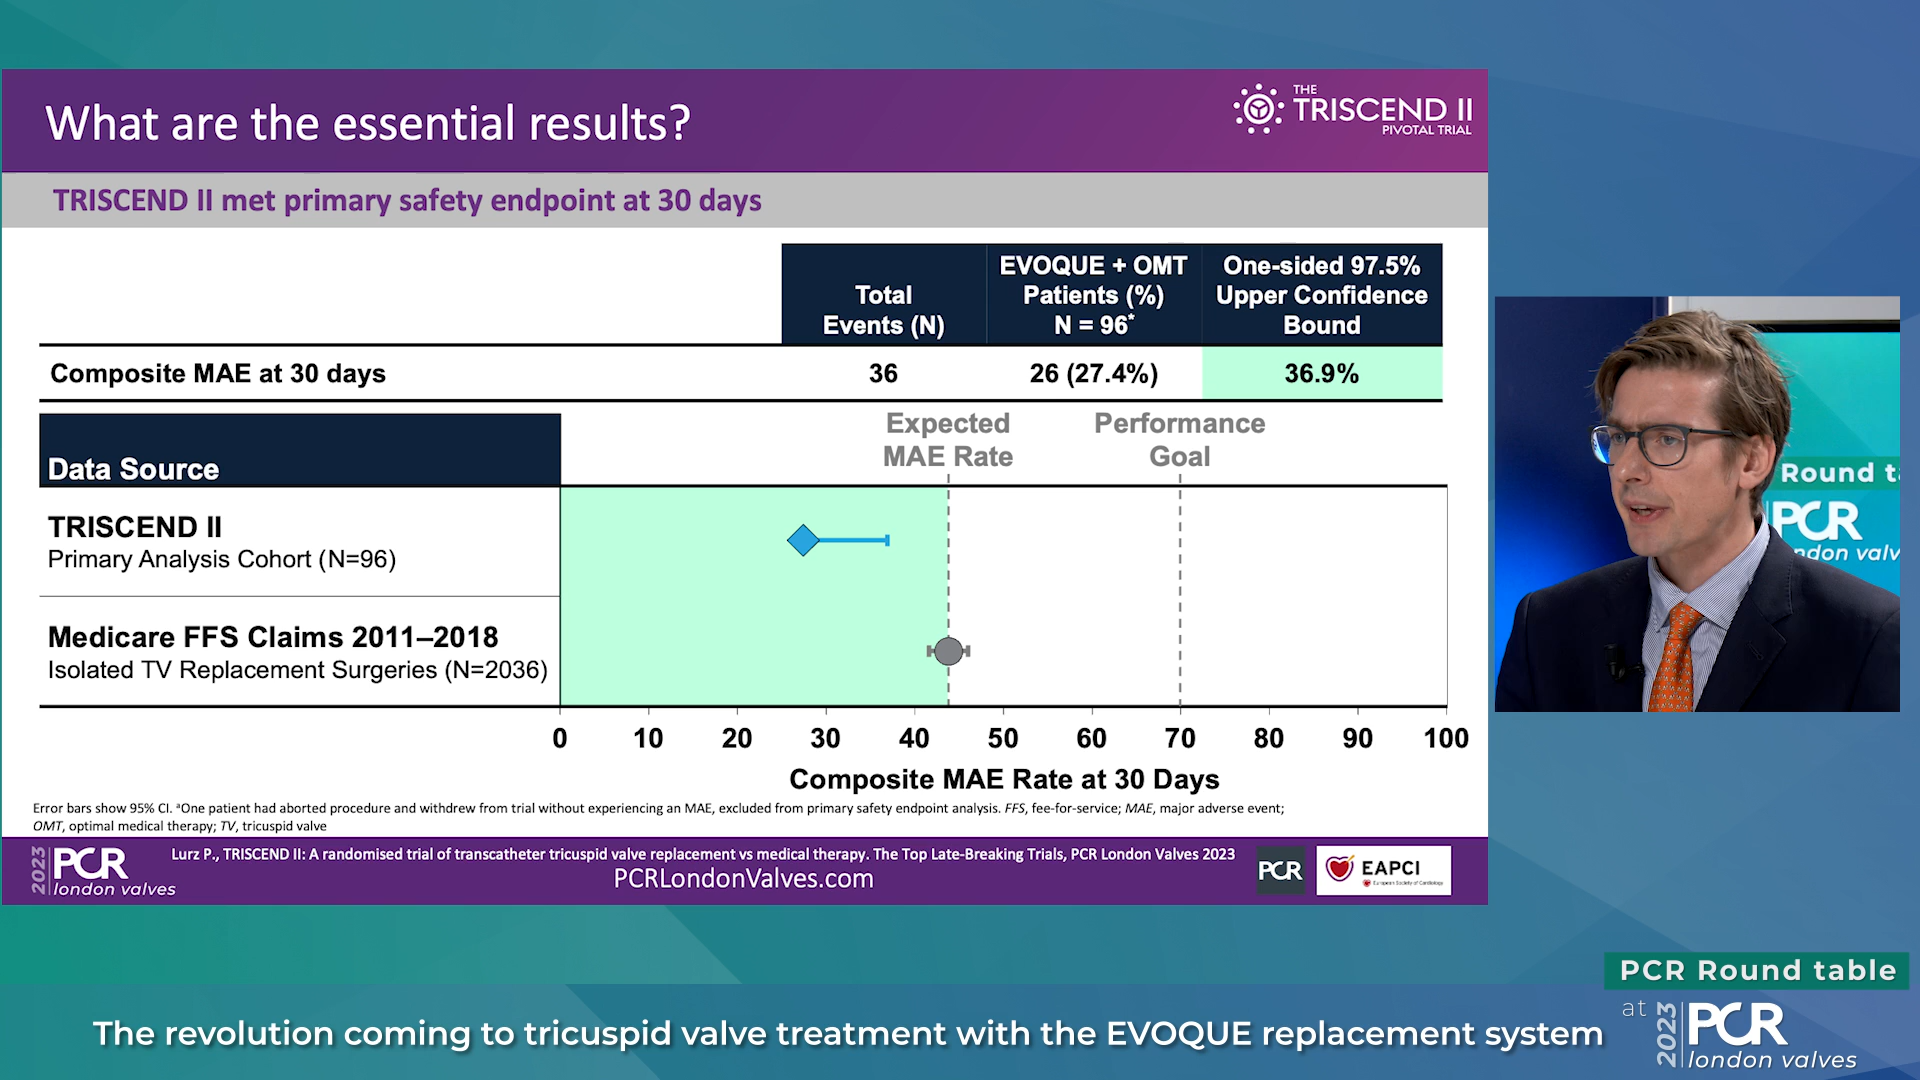 What are the essential results?
THE
TRISCEND II
PIVOTAL TRIAL
TRISCEND II met primary safety endpoint at 30 days
Total
Events (N)
EVOQUE + OMT
Patients (%)
N = 96*
One-sided 97.5%
Upper Confidence
Bound
Composite MAE at 30 days 36 26 (27.4%) 36.9%
Expected
MAE Rate
Performance
Goal
Data Source
TRISCEND II
Primary Analysis Cohort (N=96)
Medicare FFS Claims 2011–2018
Isolated TV Replacement Surgeries (N=2036)
0 10 20 30 40 50 60 70 80 90 100
Composite MAE Rate at 30 Days
Error bars show 95% CI. ᵃOne patient had aborted procedure and withdrew from trial without experiencing an MAE, excluded from primary safety endpoint analysis. FFS, fee-for-service; MAE, major adverse event;
OMT, optimal medical therapy; TV, tricuspid valve
2023
PCR
london valves
Lurz P., TRISCEND II: A randomised trial of transcatheter tricuspid valve replacement vs medical therapy. The Top Late-Breaking Trials, PCR London Valves 2023
PCRLondonValves.com
PCR
EAPCI
European Society of Cardiology
Round t
PCR
ndon valv
PCR Round table
The revolution coming to tricuspid valve treatment with the EVOQUE replacement system
at
2023
PCR
london valves